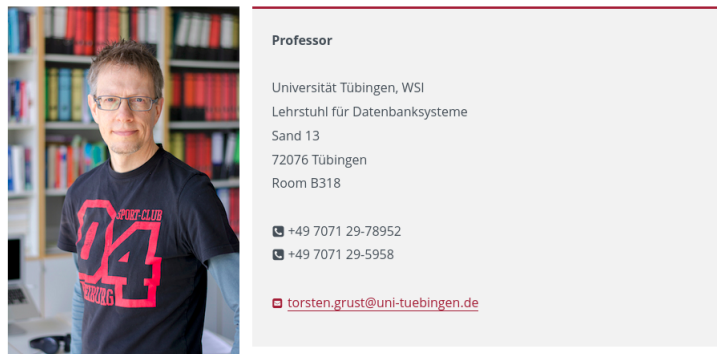 SPORT-CLUB
04
Professor
Universität Tübingen, WSI
Lehrstuhl für Datenbanksysteme
Sand 13
72076 Tübingen
Room B318
+49 7071 29-78952
+49 7071 29-5958
torsten.grust@uni-tuebingen.de